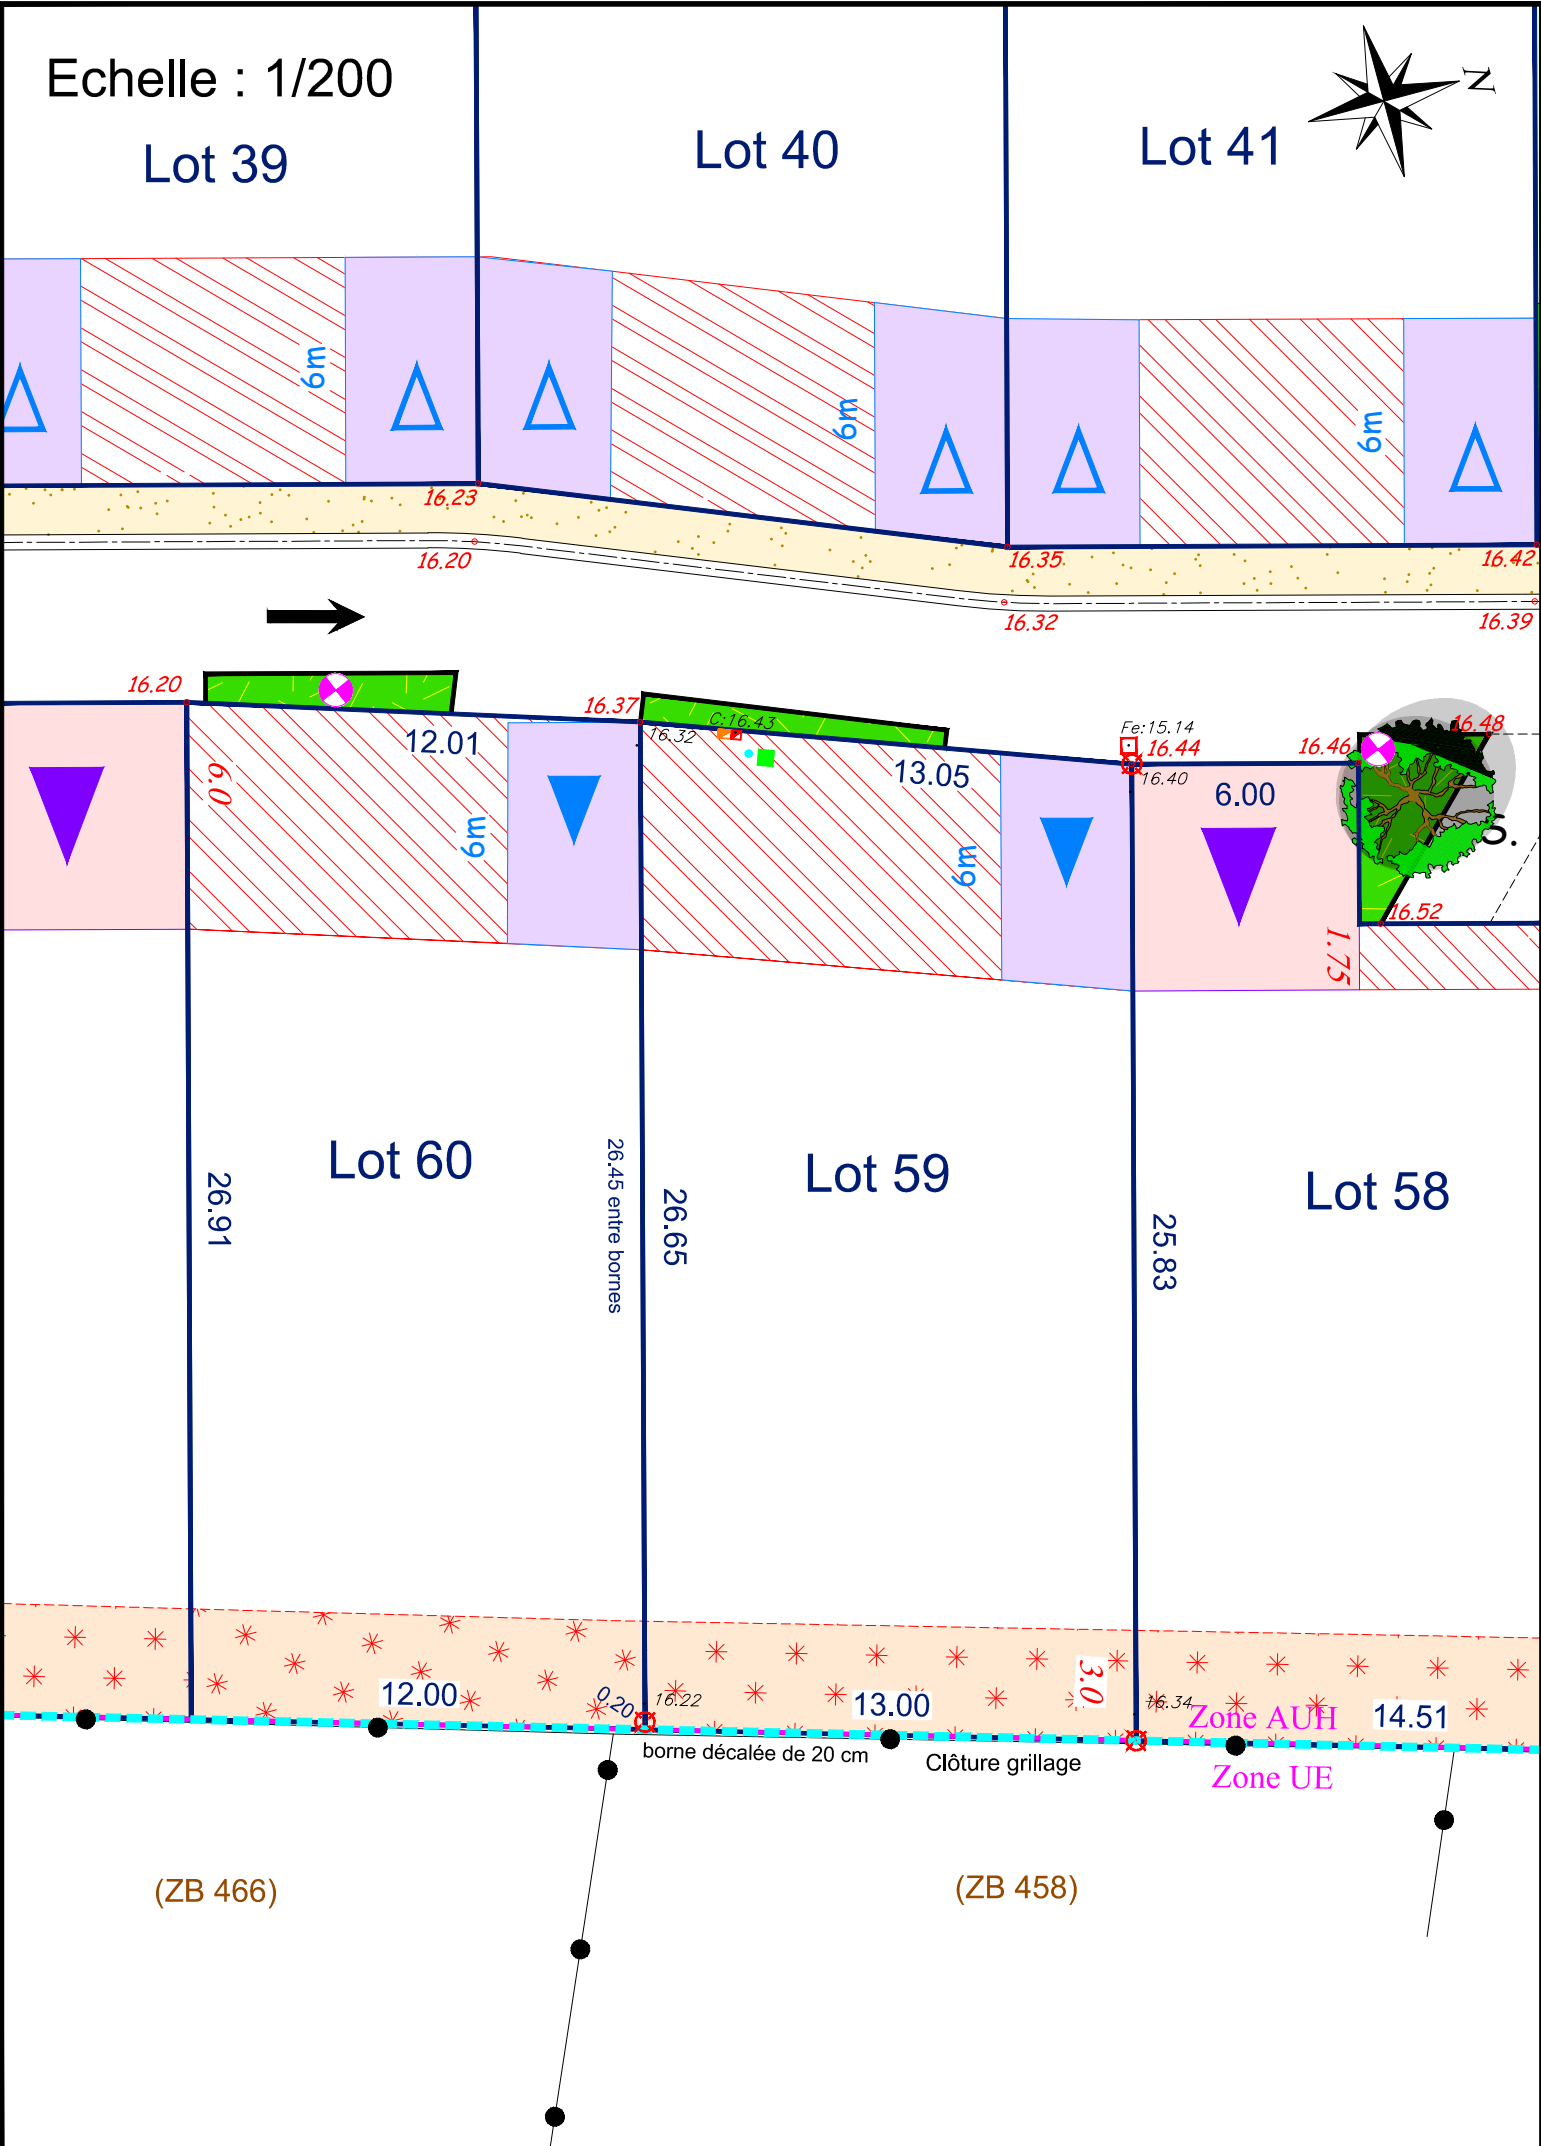 Echelle : 1/200
N
Lot 39
Lot 40
Lot 41
6m
6m
6m
16.23
16.20
16.35
16.42
16.32
16.39
16.20
16.37
C:16.43
16.32
12.01
13.05
Fe:15.14
16.44
16.40
16.46
16.48
6.00
S.
6.0
6m
6m
16.52
1.75
Lot 60
Lot 59
Lot 58
26.91
26.45 entre bornes
26.65
25.83
12.00
0.20
16.22
13.00
3.0
16.34
Zone AUH
14.51
borne décalée de 20 cm
Clôture grillage
Zone UE
(ZB 466)
(ZB 458)